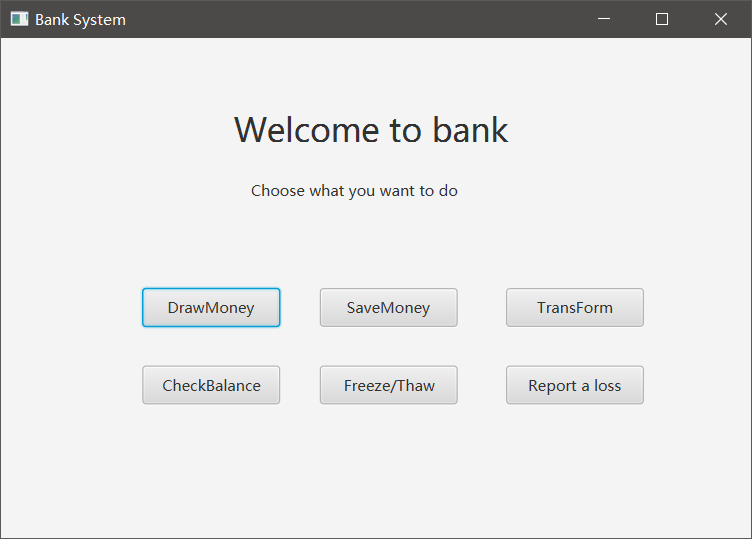 Bank System
Welcome to bank
Choose what you want to do
DrawMoney SaveMoney TransForm
CheckBalance Freeze/Thaw Report a loss